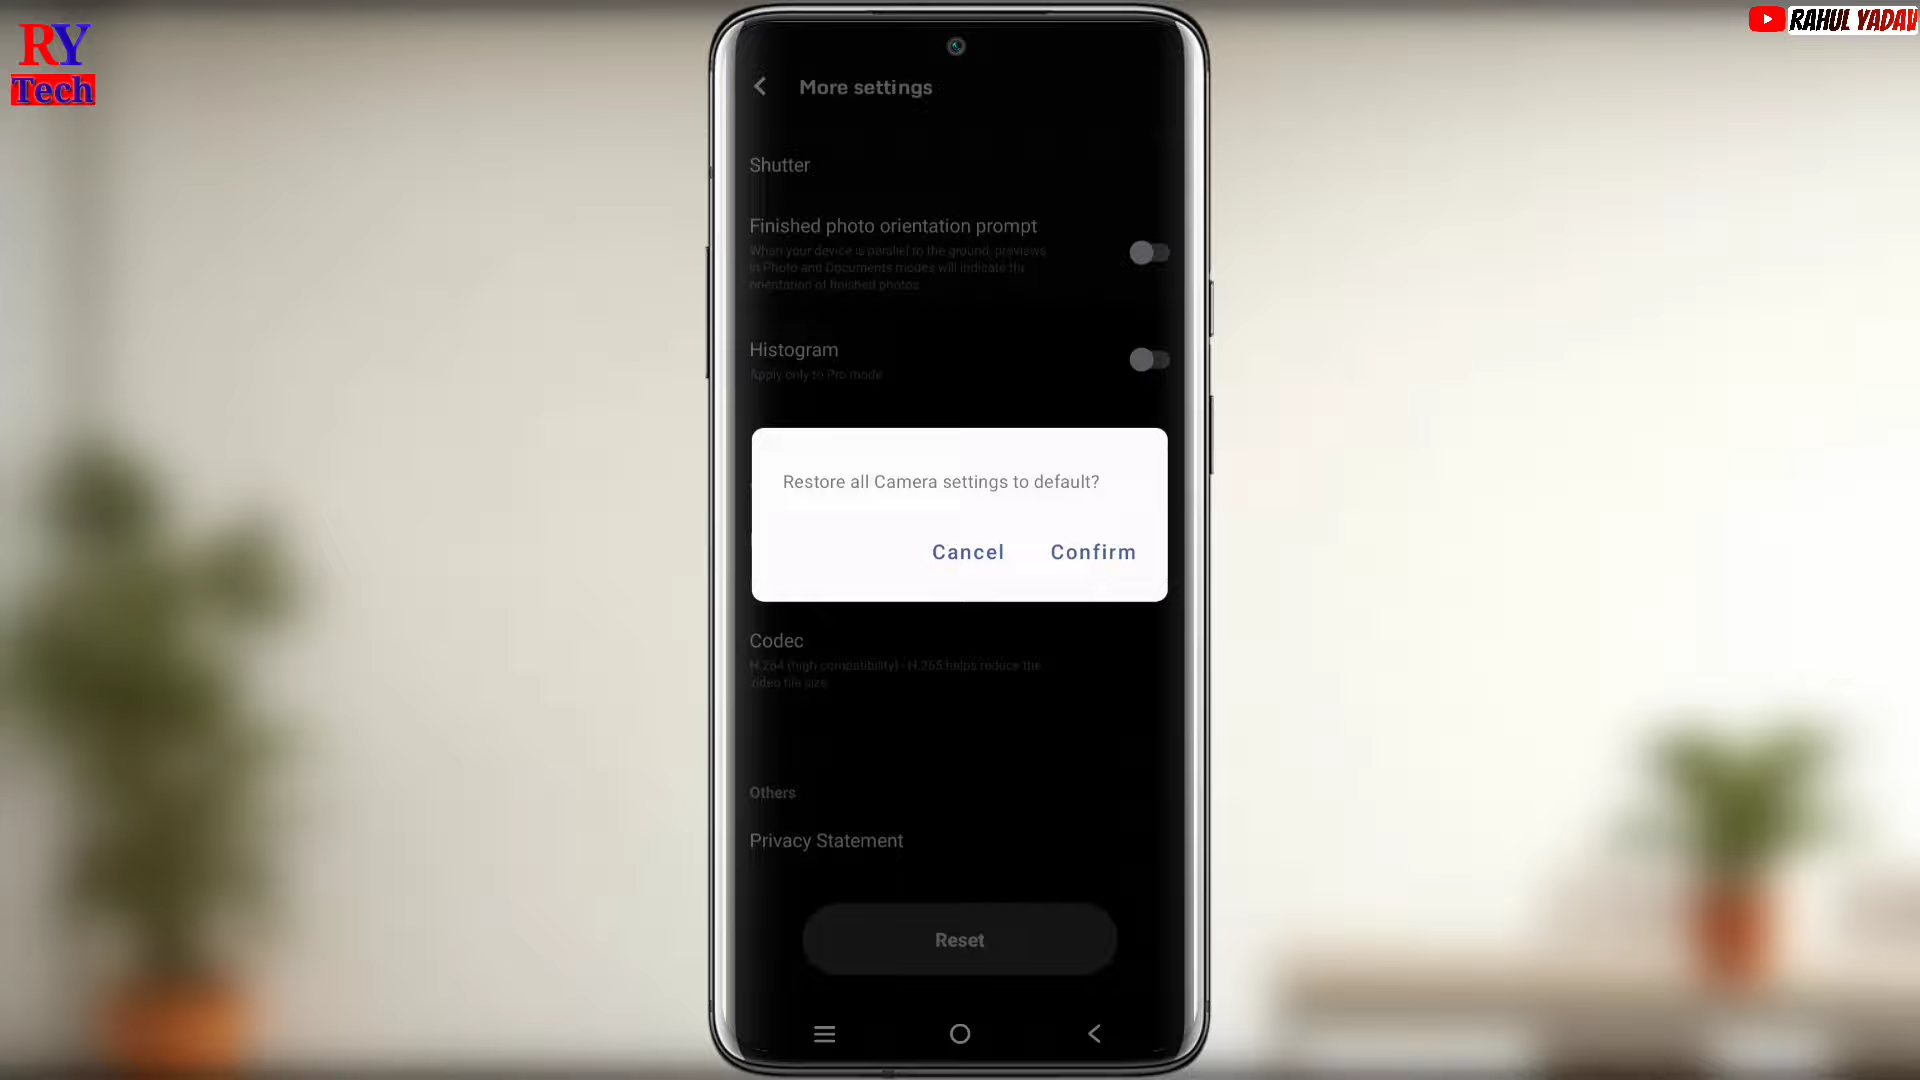 RY
Tech
RAHUL YADAV
More settings
Shutter
Finished photo orientation prompt
When your device is parallel to the ground, previews
in Photo and Documents modes will indicate the
orientation of finished photos.
Histogram
Apply only to Pro mode
Restore all Camera settings to default?
Cancel Confirm
Codec
H.264 (high compatibility) - H.265 helps reduce the
video file size
Others
Privacy Statement
Reset